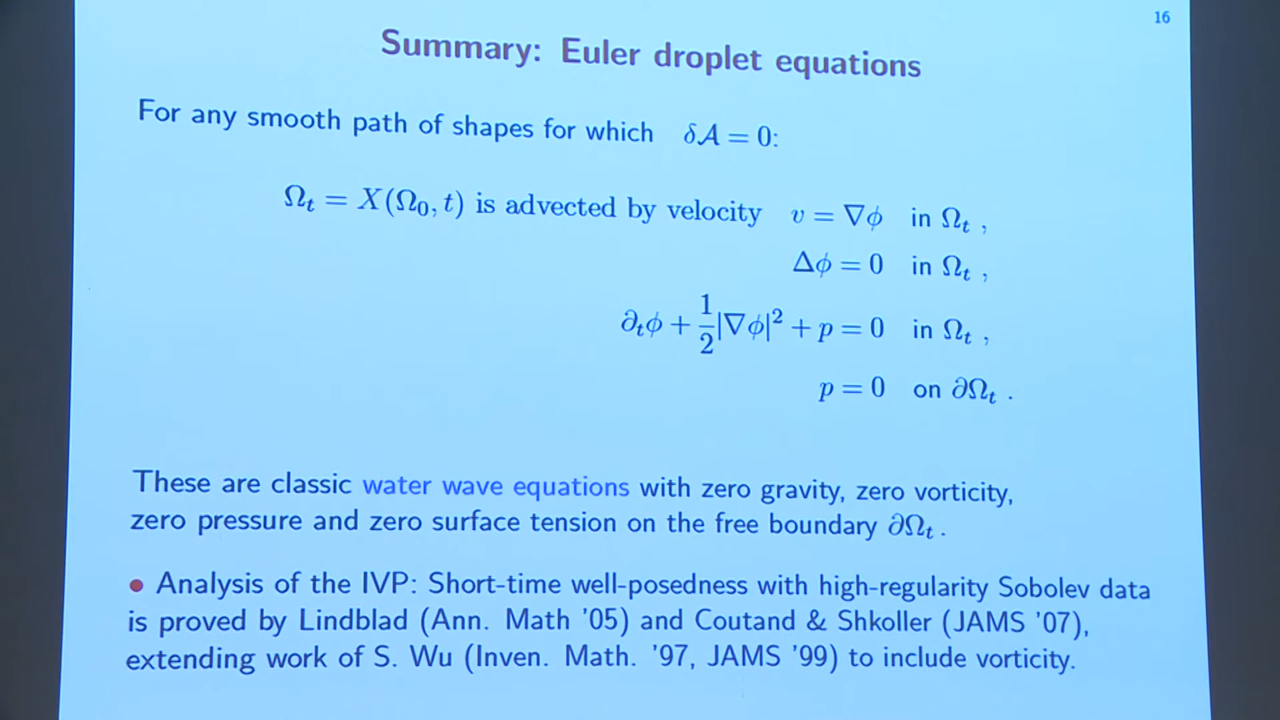 16
Summary: Euler droplet equations
For any smooth path of shapes for which δ𝒜 = 0:
Ω_t = X(Ω_0, t) is advected by velocity v = ∇ϕ in Ω_t ,
Δϕ = 0 in Ω_t ,
∂_tϕ + 1/2|∇ϕ|² + p = 0 in Ω_t ,
p = 0 on ∂Ω_t .
These are classic water wave equations with zero gravity, zero vorticity,
zero pressure and zero surface tension on the free boundary ∂Ω_t .
• Analysis of the IVP: Short-time well-posedness with high-regularity Sobolev data
is proved by Lindblad (Ann. Math '05) and Coutand & Shkoller (JAMS '07),
extending work of S. Wu (Inven. Math. '97, JAMS '99) to include vorticity.